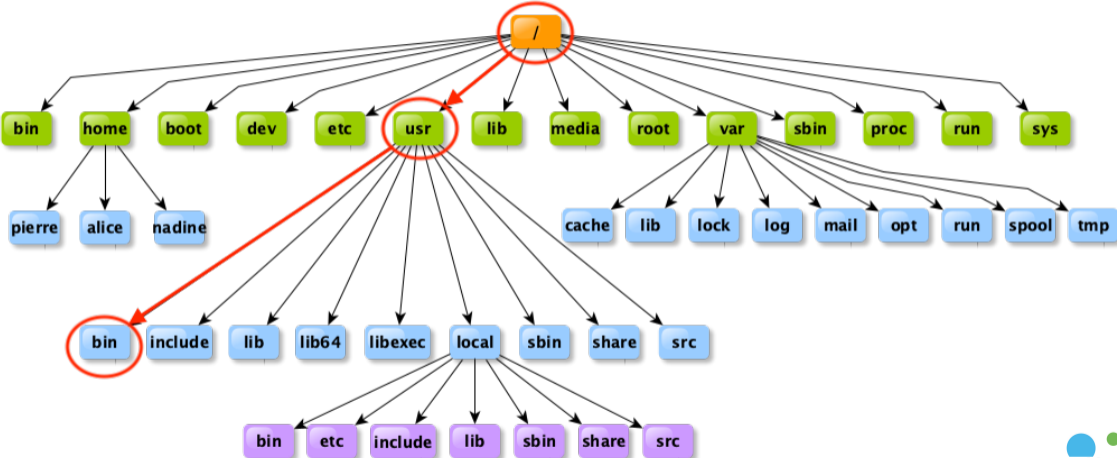 /
bin home boot dev etc usr lib media root var sbin proc run sys
pierre alice nadine cache lib lock log mail opt run spool tmp
bin include lib lib64 libexec local sbin share src
bin etc include lib sbin share src